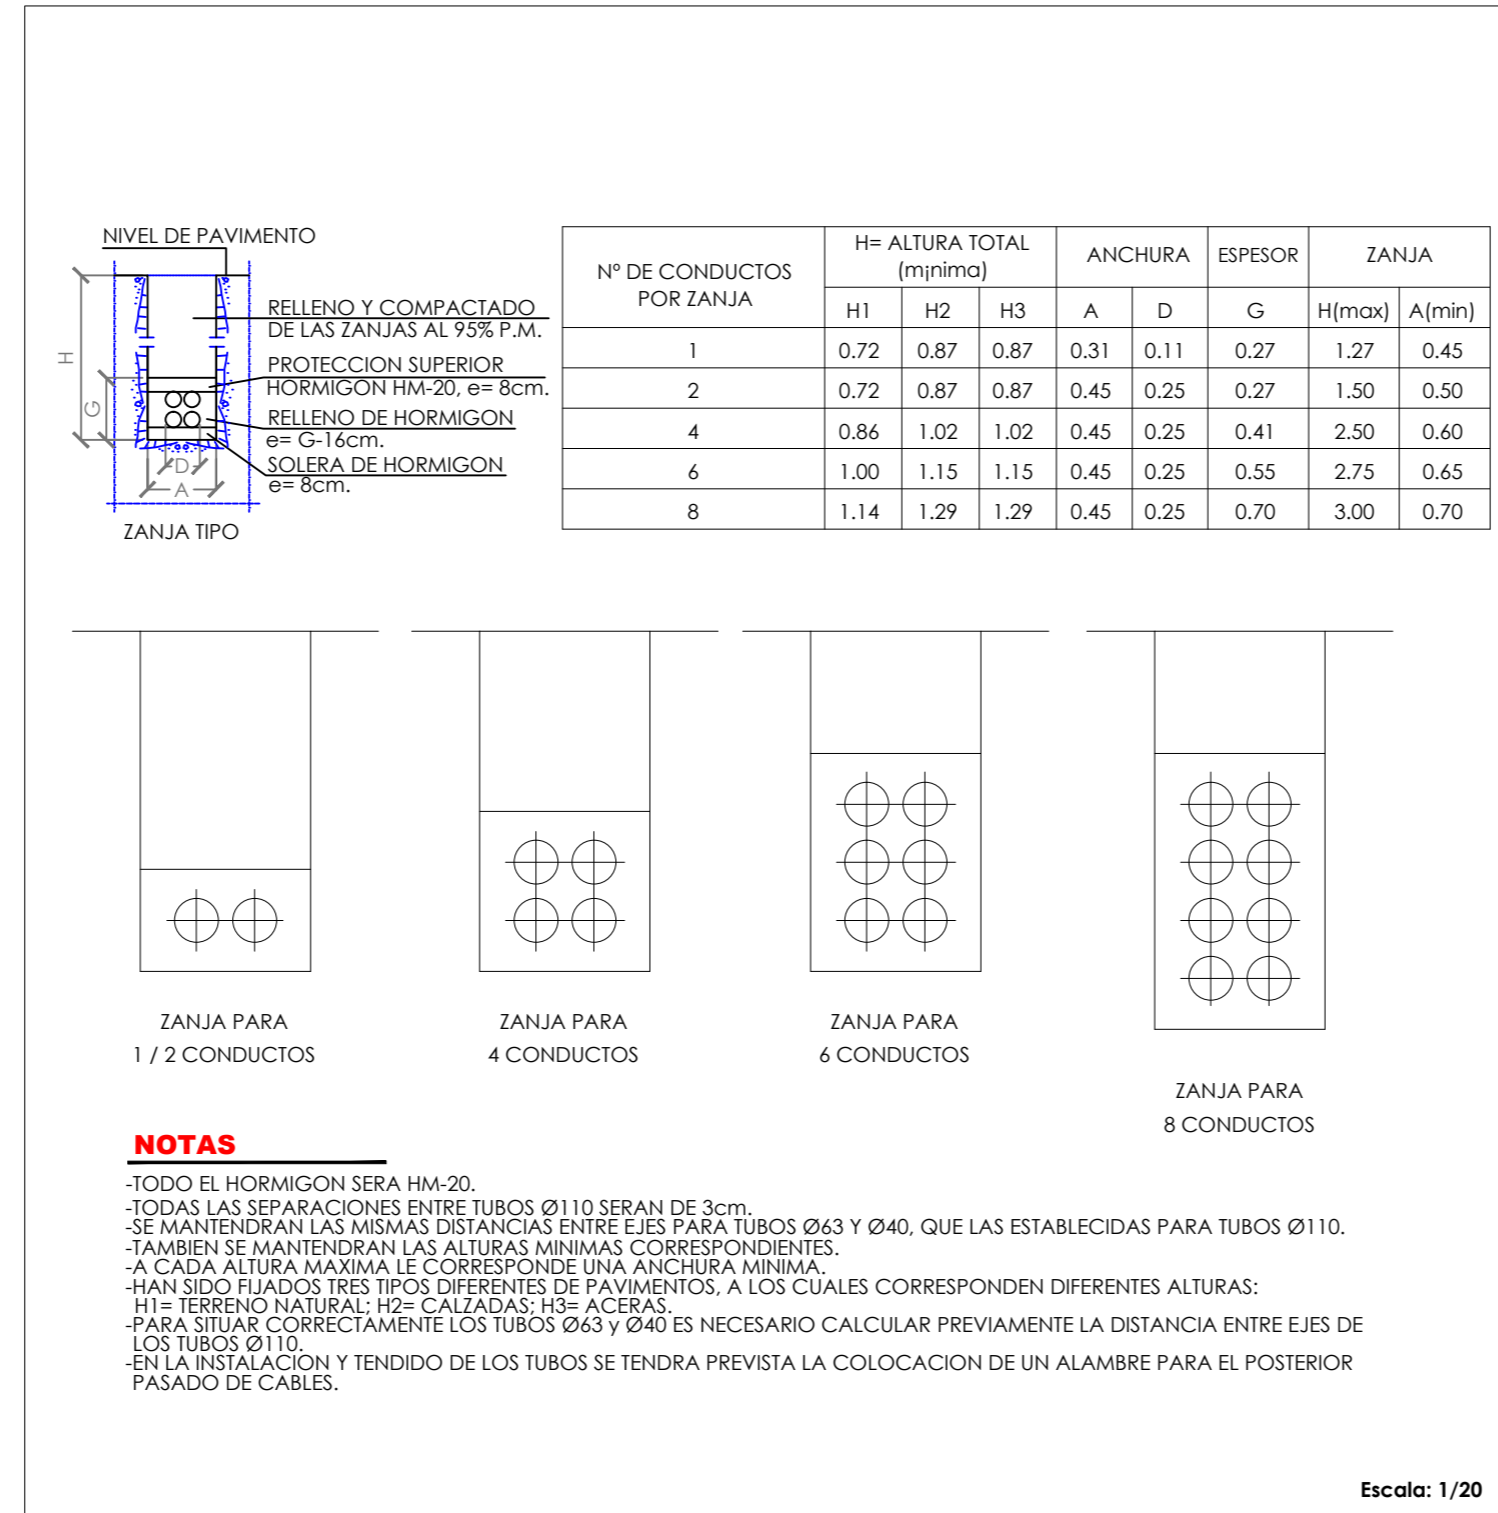 NIVEL DE PAVIMENTO
RELLENO Y COMPACTADO
DE LAS ZANJAS AL 95% P.M.
PROTECCION SUPERIOR
HORMIGON HM-20, e= 8cm.
RELLENO DE HORMIGON
e= G-16cm.
SOLERA DE HORMIGON
e= 8cm.
H
G
D
A
ZANJA TIPO
Nº DE CONDUCTOS
POR ZANJA
H= ALTURA TOTAL
(m¡nima)
ANCHURA
ESPESOR
ZANJA
H1 H2 H3 A D G H(max) A(min)
1 0.72 0.87 0.87 0.31 0.11 0.27 1.27 0.45
2 0.72 0.87 0.87 0.45 0.25 0.27 1.50 0.50
4 0.86 1.02 1.02 0.45 0.25 0.41 2.50 0.60
6 1.00 1.15 1.15 0.45 0.25 0.55 2.75 0.65
8 1.14 1.29 1.29 0.45 0.25 0.70 3.00 0.70
ZANJA PARA
1 / 2 CONDUCTOS
ZANJA PARA
4 CONDUCTOS
ZANJA PARA
6 CONDUCTOS
ZANJA PARA
8 CONDUCTOS
NOTAS
-TODO EL HORMIGON SERA HM-20.
-TODAS LAS SEPARACIONES ENTRE TUBOS Ø110 SERAN DE 3cm.
-SE MANTENDRAN LAS MISMAS DISTANCIAS ENTRE EJES PARA TUBOS Ø63 Y Ø40, QUE LAS ESTABLECIDAS PARA TUBOS Ø110.
-TAMBIEN SE MANTENDRAN LAS ALTURAS MINIMAS CORRESPONDIENTES.
-A CADA ALTURA MAXIMA LE CORRESPONDE UNA ANCHURA MINIMA.
-HAN SIDO FIJADOS TRES TIPOS DIFERENTES DE PAVIMENTOS, A LOS CUALES CORRESPONDEN DIFERENTES ALTURAS:
H1= TERRENO NATURAL; H2= CALZADAS; H3= ACERAS.
-PARA SITUAR CORRECTAMENTE LOS TUBOS Ø63 y Ø40 ES NECESARIO CALCULAR PREVIAMENTE LA DISTANCIA ENTRE EJES DE
LOS TUBOS Ø110.
-EN LA INSTALACION Y TENDIDO DE LOS TUBOS SE TENDRA PREVISTA LA COLOCACION DE UN ALAMBRE PARA EL POSTERIOR
PASADO DE CABLES.
Escala: 1/20